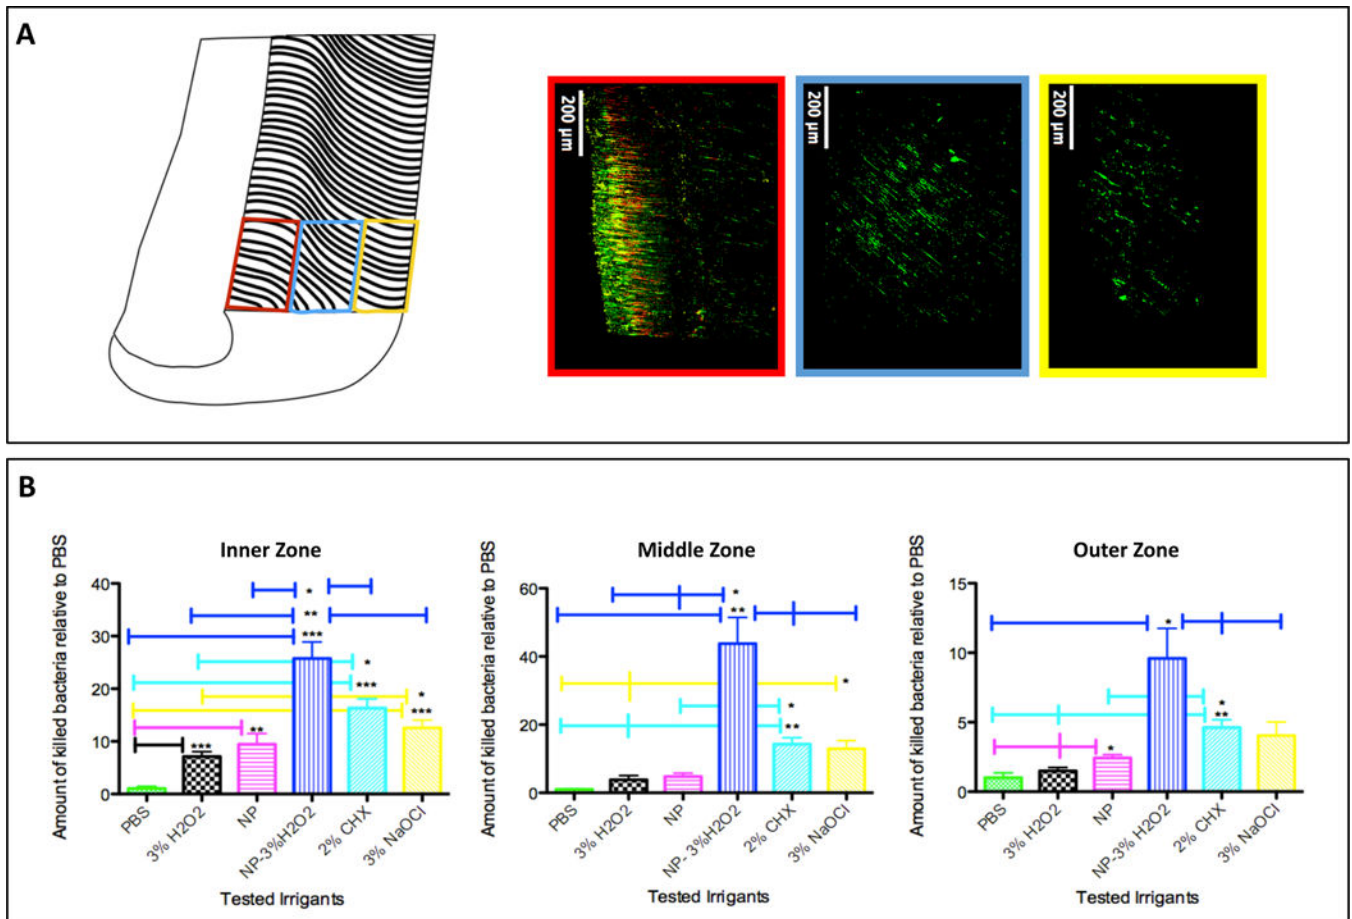 A
200 µm
200 µm
200 µm
B
Inner Zone
Amount of killed bacteria relative to PBS
40
30
20
10
0
*
**
***
*
***
*
***
**
***
PBS
3% H2O2
NP
NP-3%H2O2
2% CHX
3% NaOCl
Tested Irrigants
Middle Zone
Amount of killed bacteria relative to PBS
60
40
20
0
*
**
*
*
**
PBS
3% H2O2
NP
NP- 3%H2O2
2% CHX
3% NaOCl
Tested Irrigants
Outer Zone
Amount of killed bacteria relative to PBS
15
10
5
0
*
*
**
*
PBS
3% H2O2
NP
NP-3% H2O2
2% CHX
3% NaOCl
Tested Irrigants